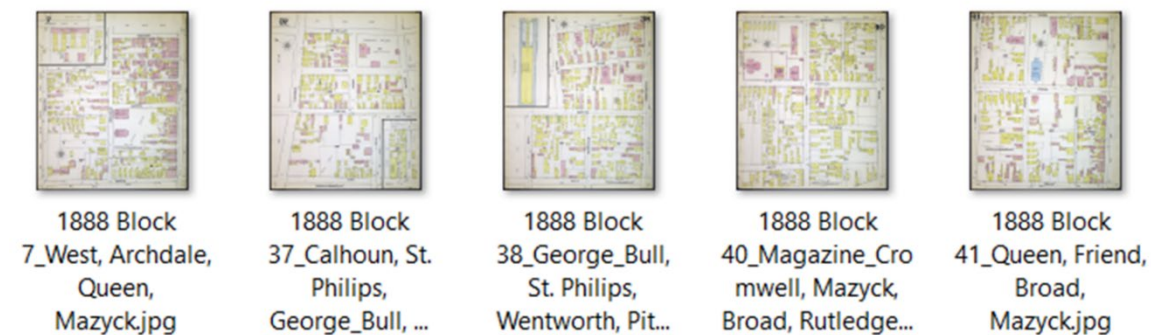 1888 Block
7_West, Archdale,
Queen,
Mazyck.jpg
1888 Block
37_Calhoun, St.
Philips,
George_Bull, ...
1888 Block
38_George_Bull,
St. Philips,
Wentworth, Pit...
1888 Block
40_Magazine_Cro
mwell, Mazyck,
Broad, Rutledge...
1888 Block
41_Queen, Friend,
Broad,
Mazyck.jpg